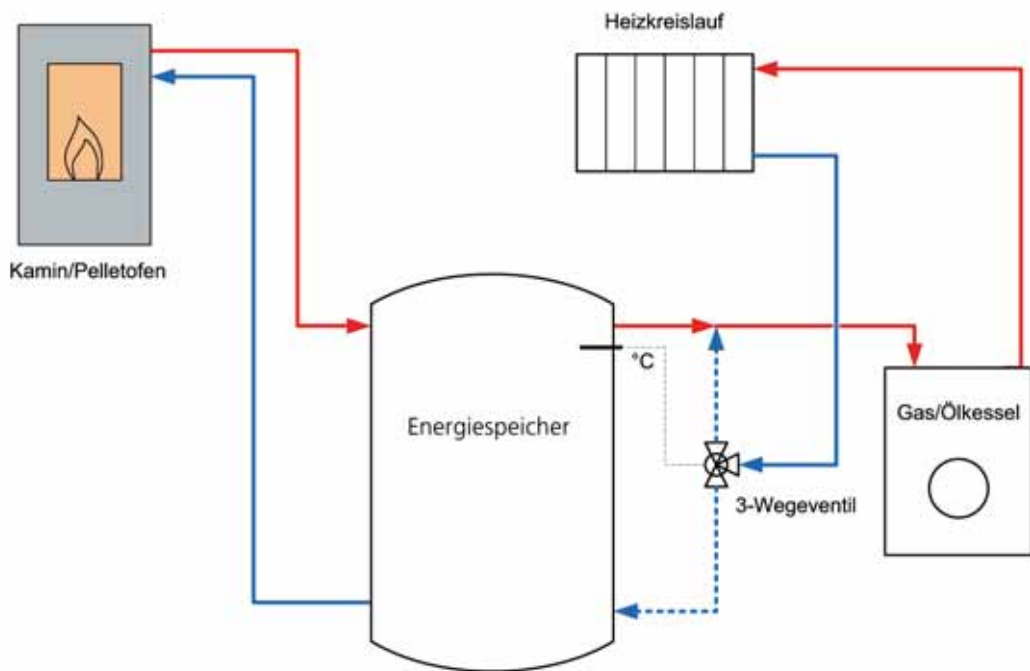 Heizkreislauf
Kamin/Pelletofen
°C
Gas/Ölkessel
Energiespeicher
3-Wegeventil